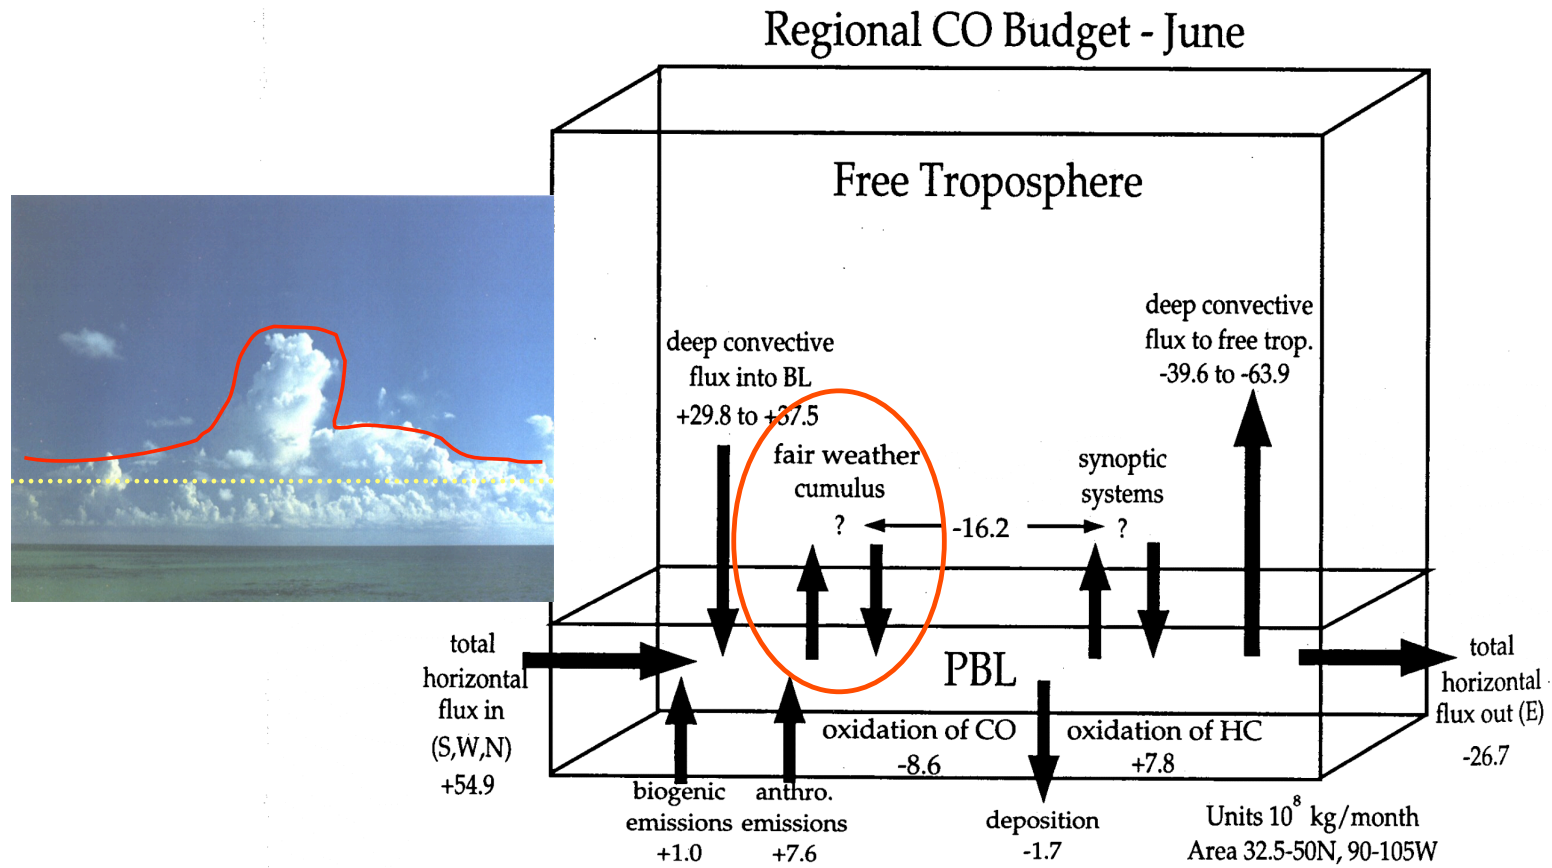 Regional CO Budget - June
Free Troposphere
deep convective
flux to free trop.
-39.6 to -63.9
deep convective
flux into BL
+29.8 to +37.5
fair weather
cumulus
?
-16.2
synoptic
systems
?
total
horizontal
flux in
(S,W,N)
+54.9
PBL
total
horizontal
flux out (E)
-26.7
oxidation of CO
-8.6
oxidation of HC
+7.8
biogenic
emissions
+1.0
anthro.
emissions
+7.6
deposition
-1.7
Units 10⁸ kg/month
Area 32.5-50N, 90-105W